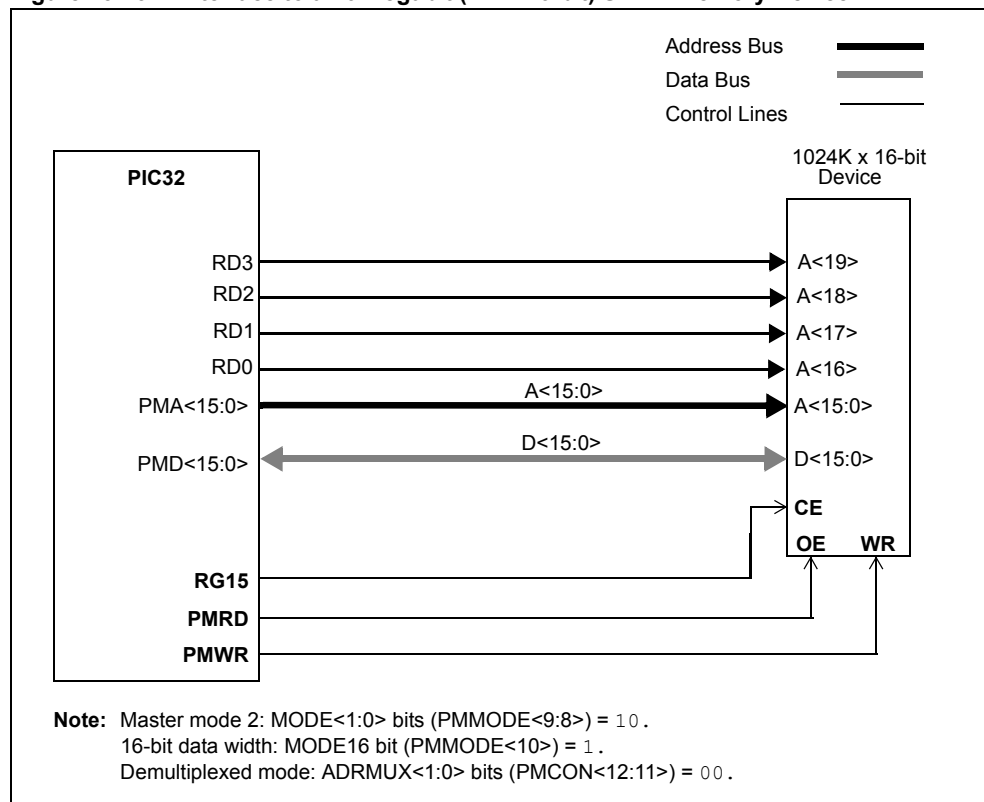 Address Bus
Data Bus
Control Lines
1024K x 16-bit
Device
PIC32
RD3
A<19>
RD2
A<18>
RD1
A<17>
RD0
A<16>
A<15:0>
PMA<15:0>
A<15:0>
D<15:0>
PMD<15:0>
D<15:0>
CE
OE WR
RG15
PMRD
PMWR
Note: Master mode 2: MODE<1:0> bits (PMMODE<9:8>) = 10.
16-bit data width: MODE16 bit (PMMODE<10>) = 1.
Demultiplexed mode: ADRMUX<1:0> bits (PMCON<12:11>) = 00.